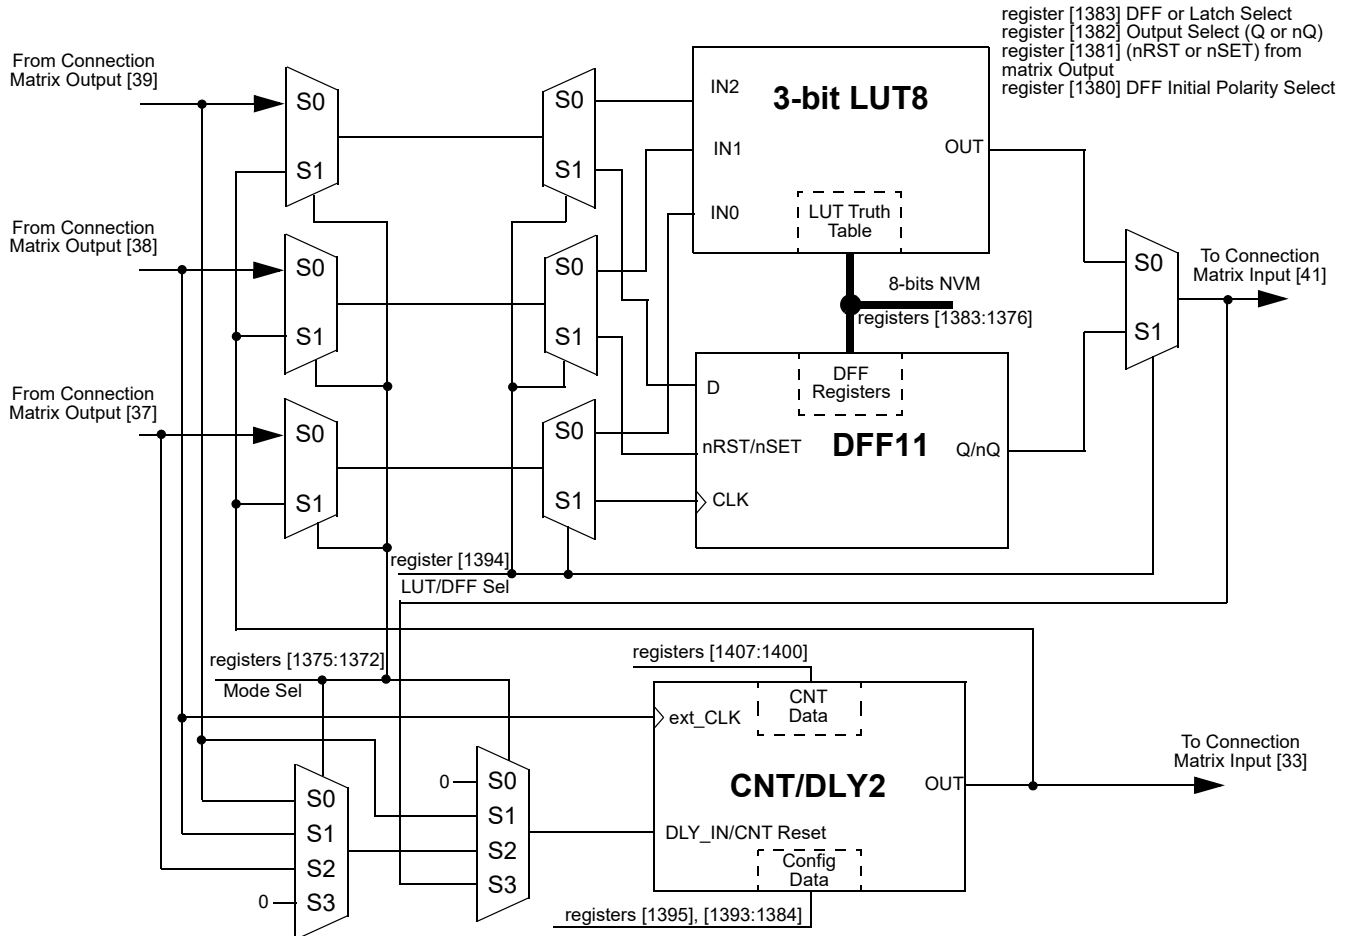 register [1383] DFF or Latch Select
register [1382] Output Select (Q or nQ)
register [1381] (nRST or nSET) from
matrix Output
register [1380] DFF Initial Polarity Select
From Connection
Matrix Output [39]
S0
S1
S0
S1
IN2
3-bit LUT8
IN1
OUT
IN0
LUT Truth
Table
From Connection
Matrix Output [38]
S0
S1
S0
S1
8-bits NVM
registers [1383:1376]
S0
S1
To Connection
Matrix Input [41]
From Connection
Matrix Output [37]
S0
S1
S0
S1
D
DFF
Registers
nRST/nSET
DFF11
Q/nQ
CLK
register [1394]
LUT/DFF Sel
registers [1375:1372]
Mode Sel
registers [1407:1400]
ext_CLK
CNT
Data
CNT/DLY2
OUT
To Connection
Matrix Input [33]
DLY_IN/CNT Reset
Config
Data
registers [1395], [1393:1384]
0
S0
S1
S2
S3
S0
S1
S2
0
S3